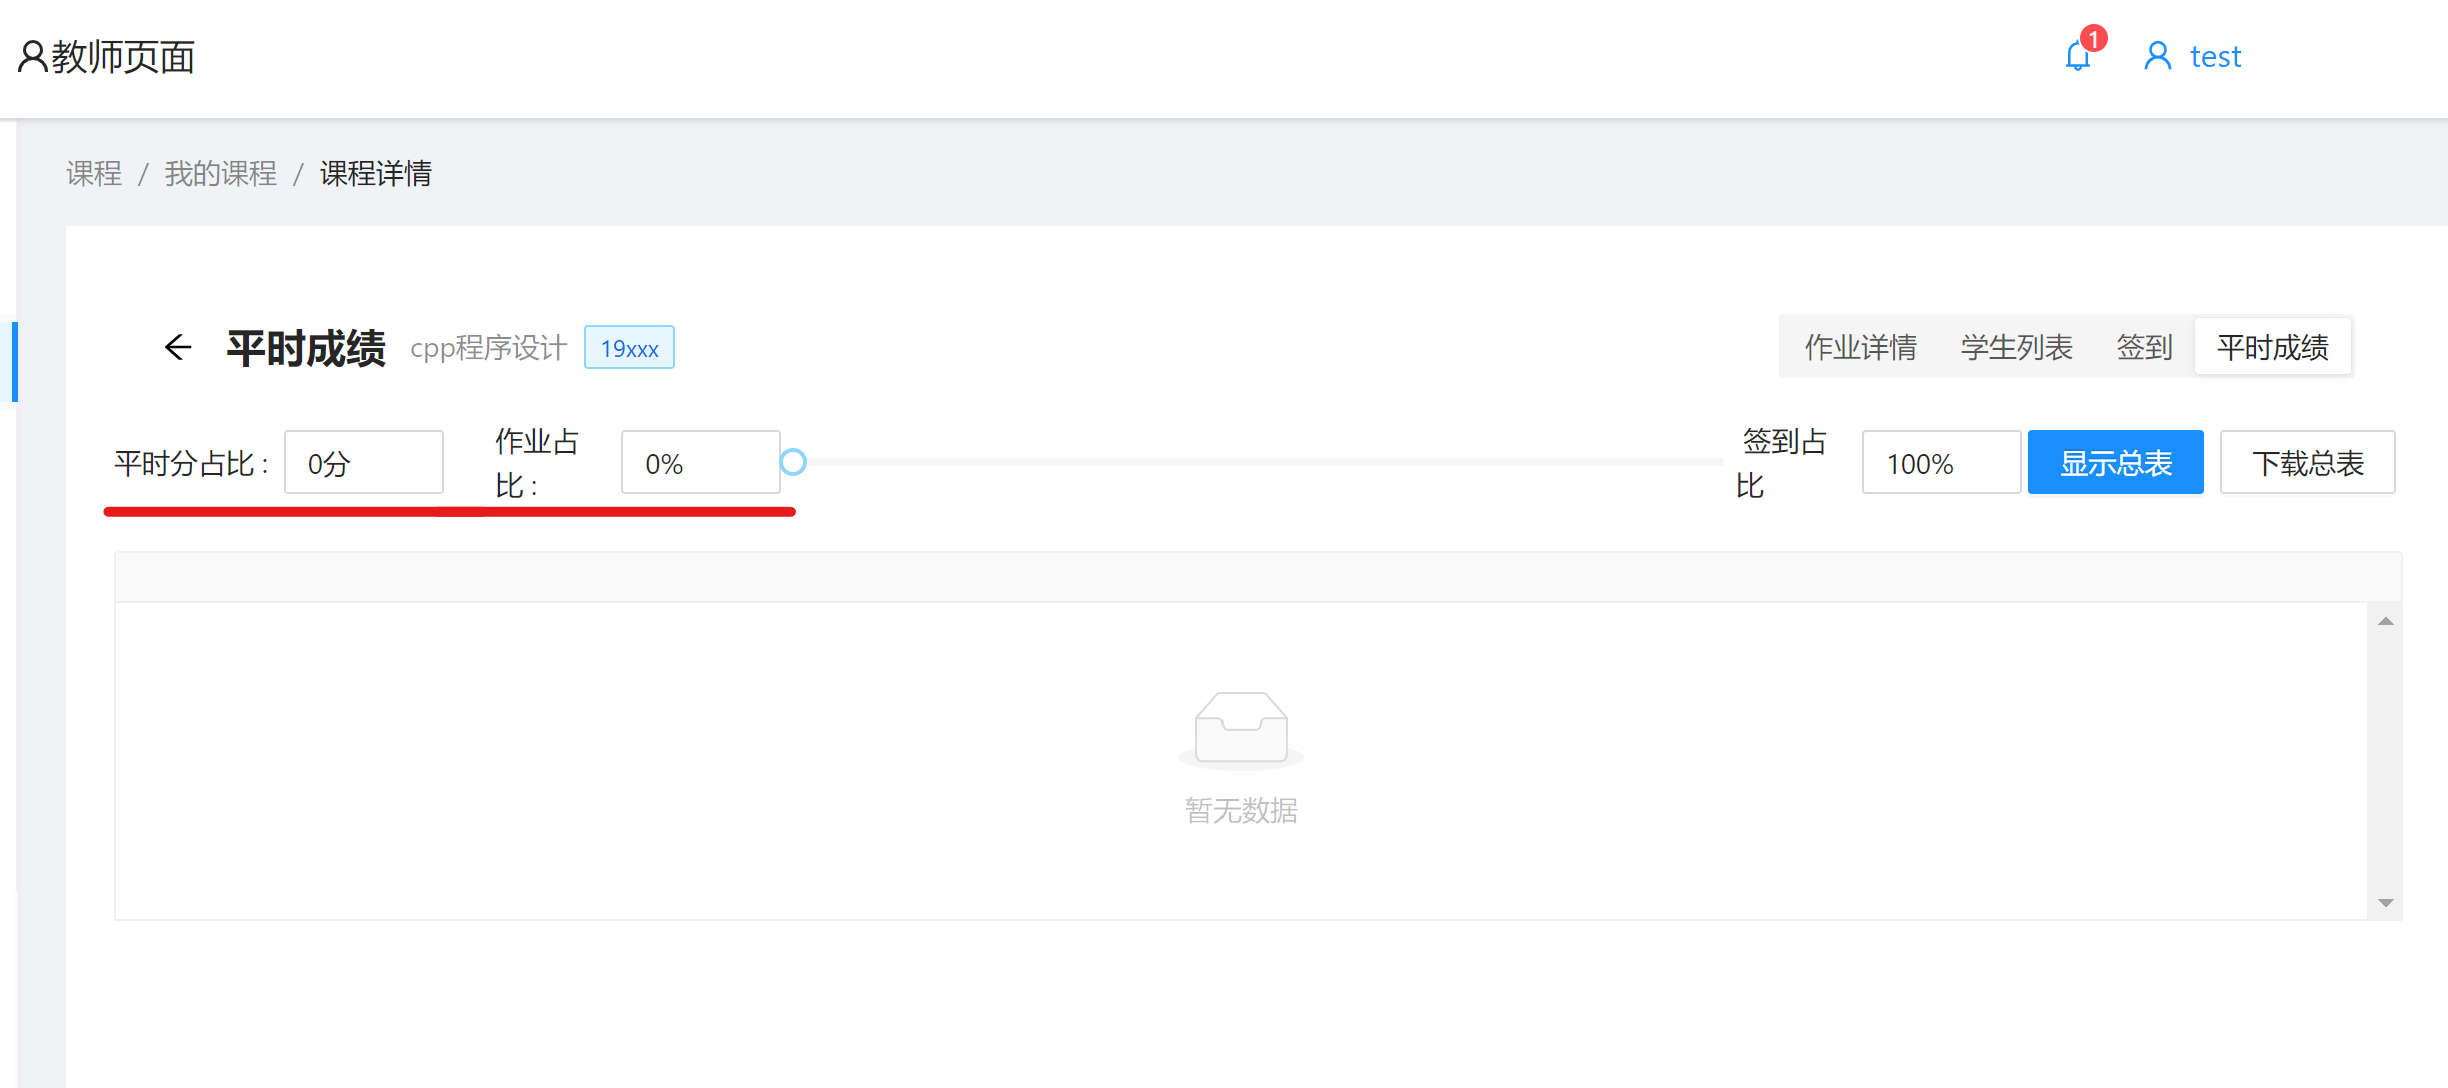 教师页面
1
test
课程 / 我的课程 / 课程详情
平时成绩 cpp程序设计 19xxx
作业详情 学生列表 签到 平时成绩
平时分占比 : 0分
作业占
比 :
0%
签到占
比
100%
显示总表
下载总表
暂无数据